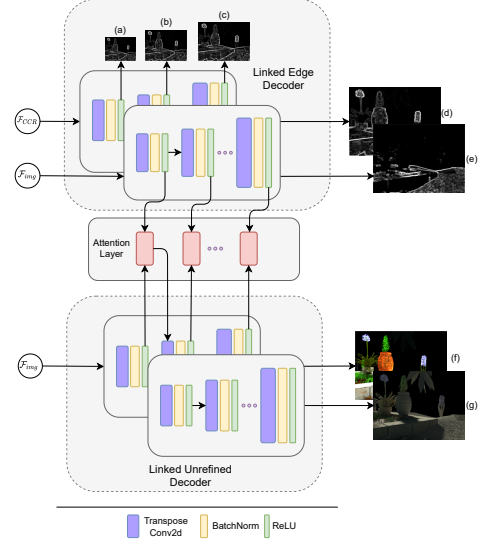 (a)
(b)
(c)
Linked Edge
Decoder
F_CCR
(d)
(e)
F_img
Attention
Layer
F_img
(f)
(g)
Linked Unrefined
Decoder
Transpose
Conv2d
BatchNorm
ReLU